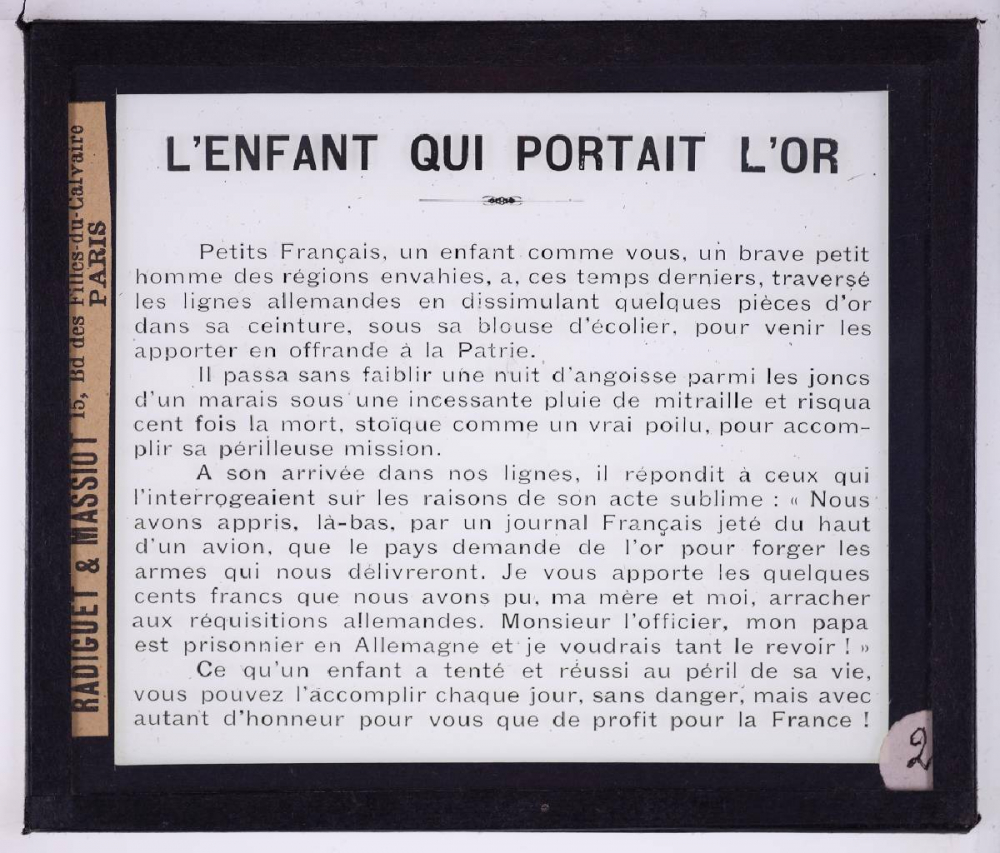 L'ENFANT QUI PORTAIT L'OR
Petits Français, un enfant comme vous, un brave petit
homme des régions envahies, a, ces temps derniers, traversé
les lignes allemandes en dissimulant quelques pièces d'or
dans sa ceinture, sous sa blouse d'écolier, pour venir les
apporter en offrande à la Patrie.
Il passa sans faiblir une nuit d'angoisse parmi les joncs
d'un marais sous une incessante pluie de mitraille et risqua
cent fois la mort, stoïque comme un vrai poilu, pour accom-
plir sa périlleuse mission.
A son arrivée dans nos lignes, il répondit à ceux qui
l'interrogeaient sur les raisons de son acte sublime : « Nous
avons appris, là-bas, par un journal Français jeté du haut
d'un avion, que le pays demande de l'or pour forger les
armes qui nous délivreront. Je vous apporte les quelques
cents francs que nous avons pu, ma mère et moi, arracher
aux réquisitions allemandes. Monsieur l'officier, mon papa
est prisonnier en Allemagne et je voudrais tant le revoir ! »
Ce qu'un enfant a tenté et réussi au péril de sa vie,
vous pouvez l'accomplir chaque jour, sans danger, mais avec
autant d'honneur pour vous que de profit pour la France !
RADIGUET & MASSIOT 15, Bd des Filles-du-Calvaire
PARIS
2